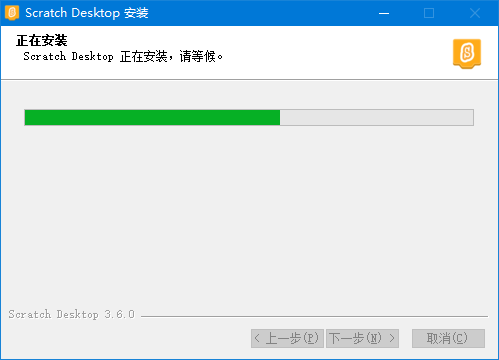 Scratch Desktop 安装
正在安装
Scratch Desktop 正在安装，请等候。
Scratch Desktop 3.6.0
< 上一步(P) 下一步(N) > 取消(C)